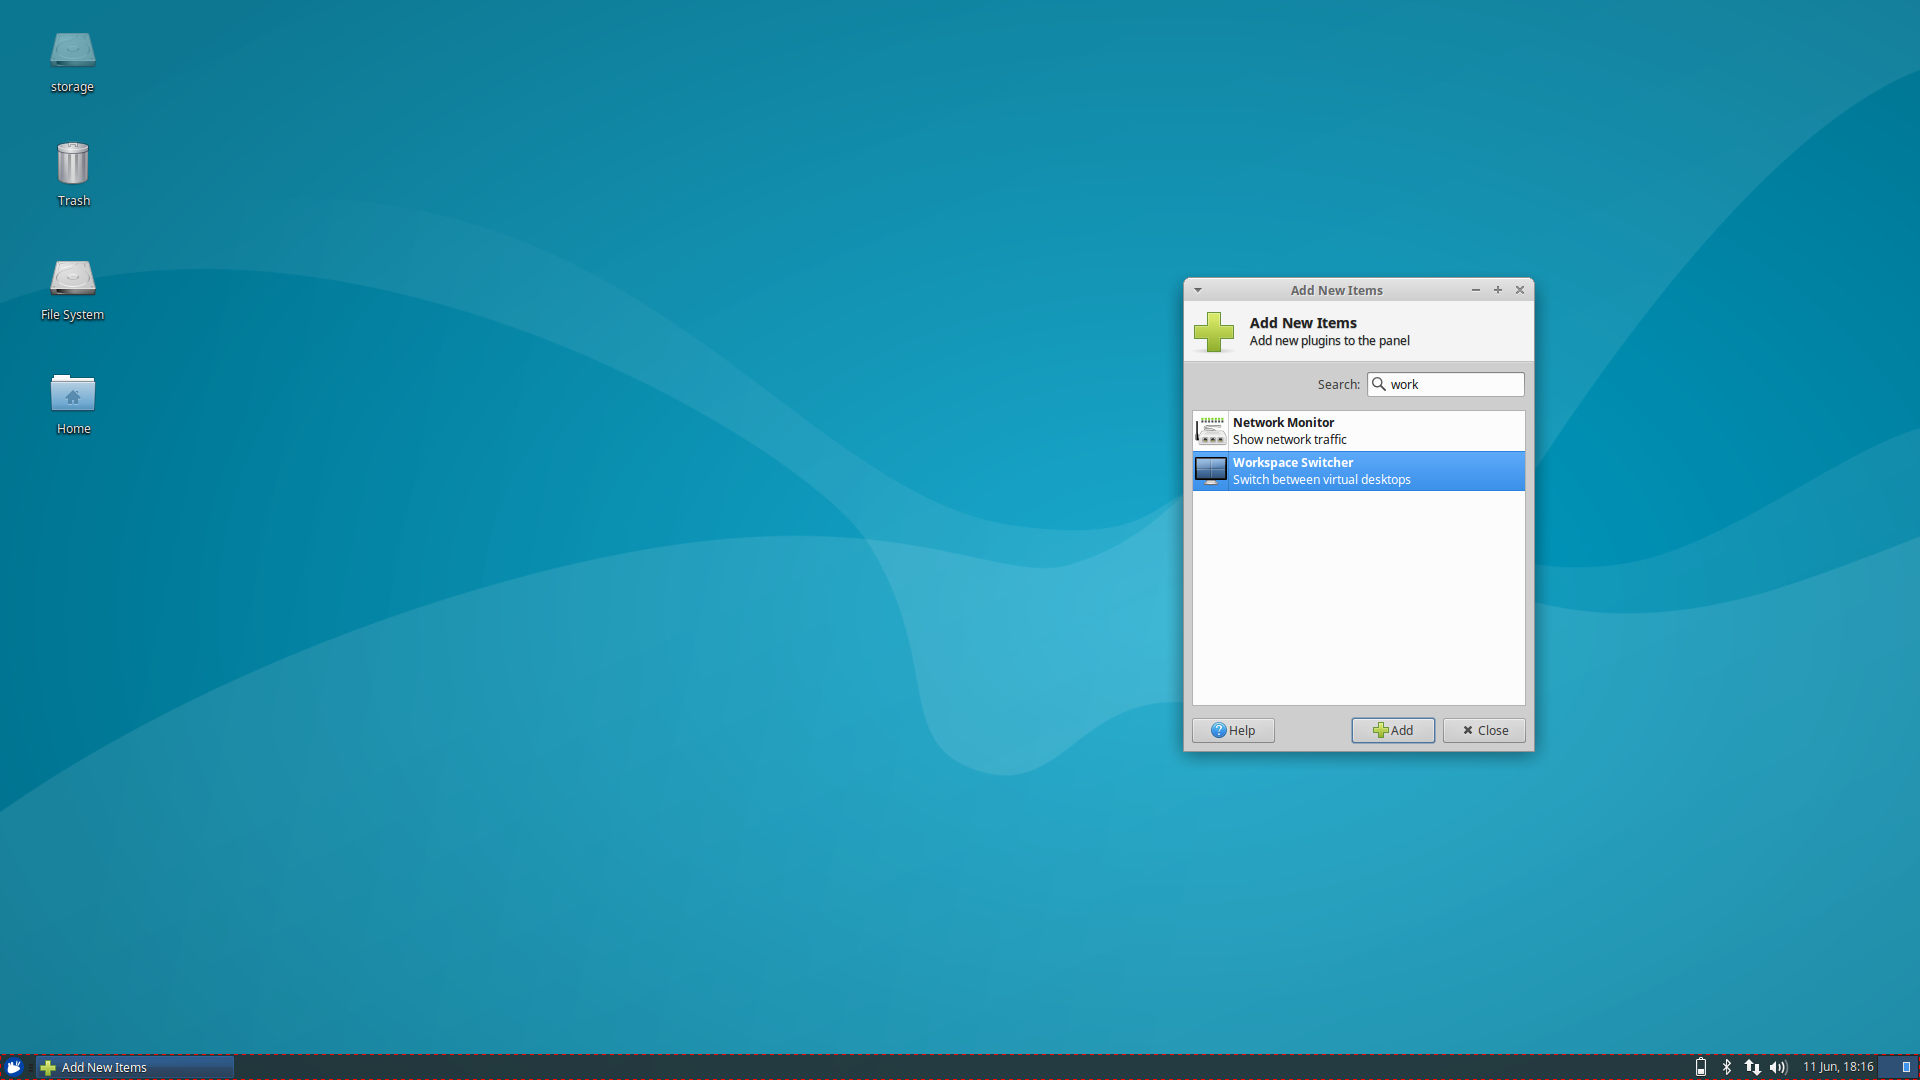 storage
Trash
File System
Home
Add New Items
Add New Items
Add new plugins to the panel
Search: work
Network Monitor
Show network traffic
Workspace Switcher
Switch between virtual desktops
Help Add Close
Add New Items 11 Jun, 18:16